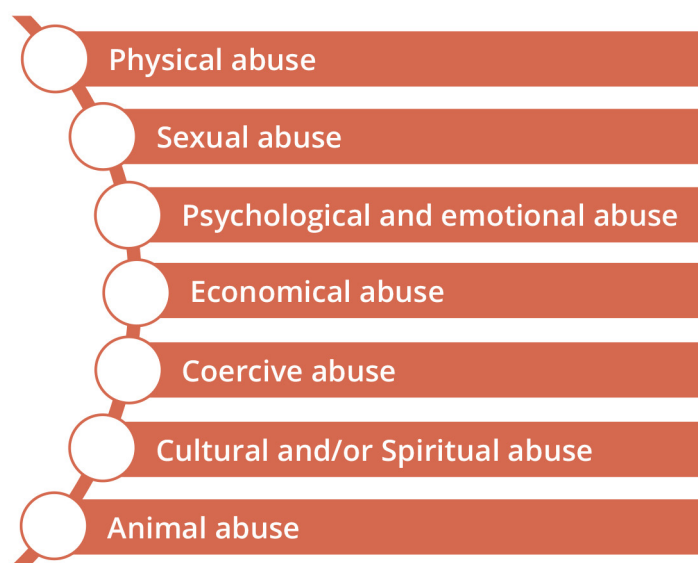 Physical abuse
Sexual abuse
Psychological and emotional abuse
Economical abuse
Coercive abuse
Cultural and/or Spiritual abuse
Animal abuse